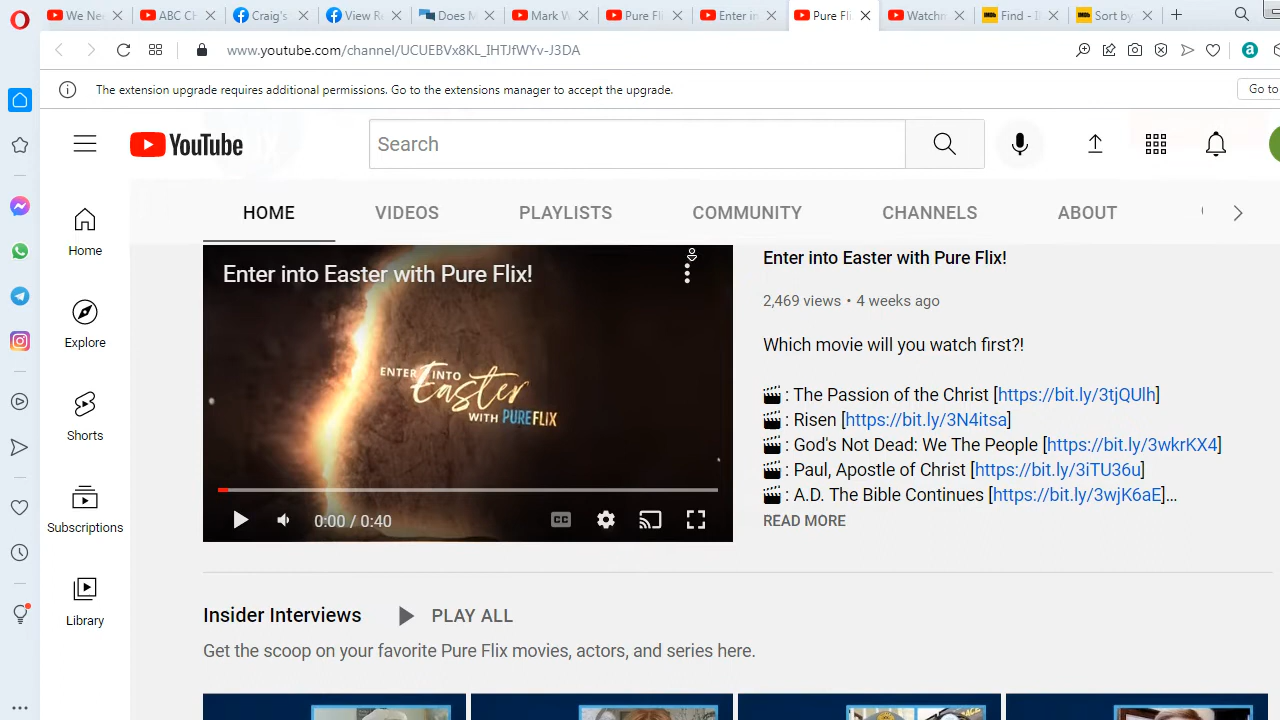 We Ne
ABC C
Craig
View R
Does M
Mark W
Pure Fli
Enter in
Pure Fli
Watchm
Find - I
Sort by
www.youtube.com/channel/UCUEBVx8KL_IHTJfWYv-J3DA
The extension upgrade requires additional permissions. Go to the extensions manager to accept the upgrade.
Go to
YouTube
Search
HOME
VIDEOS
PLAYLISTS
COMMUNITY
CHANNELS
ABOUT
Home
Explore
Shorts
Subscriptions
Library
Enter into Easter with Pure Flix!
ENTER INTO
Easter
WITH PUREFLIX
0:00 / 0:40
CC
Enter into Easter with Pure Flix!
2,469 views • 4 weeks ago
Which movie will you watch first?!
: The Passion of the Christ [https://bit.ly/3tjQUlh]
: Risen [https://bit.ly/3N4itsa]
: God's Not Dead: We The People [https://bit.ly/3wkrKX4]
: Paul, Apostle of Christ [https://bit.ly/3iTU36u]
: A.D. The Bible Continues [https://bit.ly/3wjK6aE]...
READ MORE
Insider Interviews
PLAY ALL
Get the scoop on your favorite Pure Flix movies, actors, and series here.